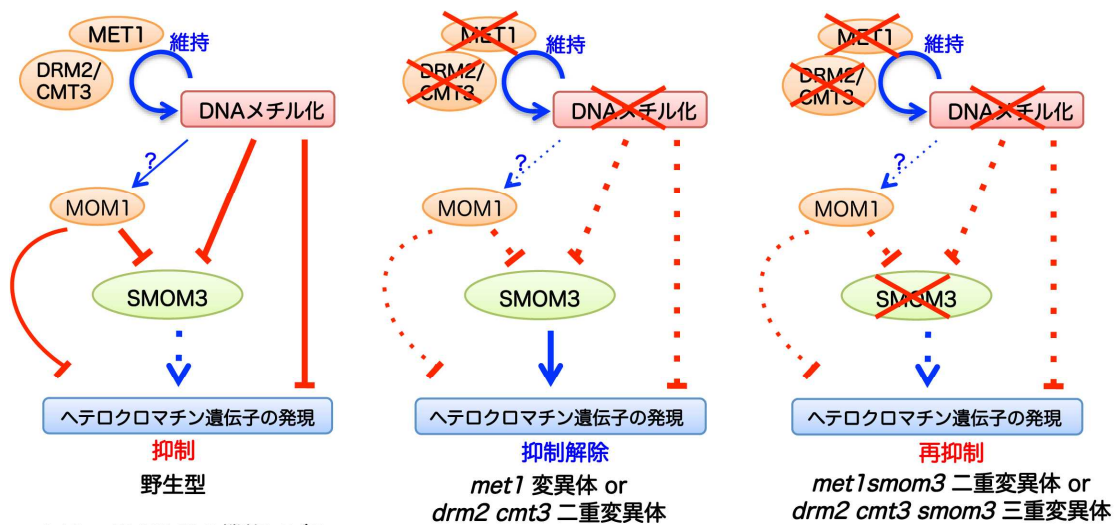 MET1
維持
DRM2/
CMT3
DNAメチル化
?
MOM1
SMOM3
ヘテロクロマチン遺伝子の発現
抑制
野生型
MET1
維持
DRM2/
CMT3
DNAメチル化
?
MOM1
SMOM3
ヘテロクロマチン遺伝子の発現
抑制解除
met1 変異体 or
drm2 cmt3 二重変異体
MET1
維持
DRM2/
CMT3
DNAメチル化
?
MOM1
SMOM3
ヘテロクロマチン遺伝子の発現
再抑制
met1smom3 二重変異体 or
drm2 cmt3 smom3 三重変異体